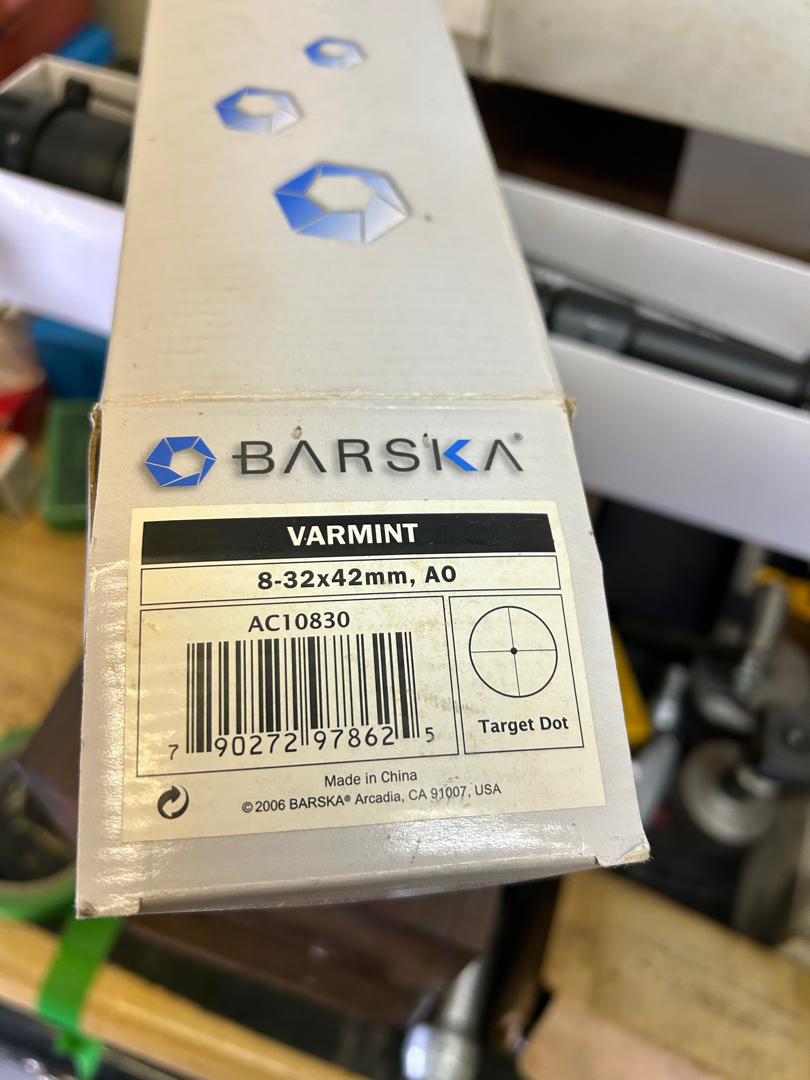 BARSKA®
VARMINT
8-32x42mm, AO
AC10830
7 90272 97862 5
Target Dot
Made in China
©2006 BARSKA® Arcadia, CA 91007, USA